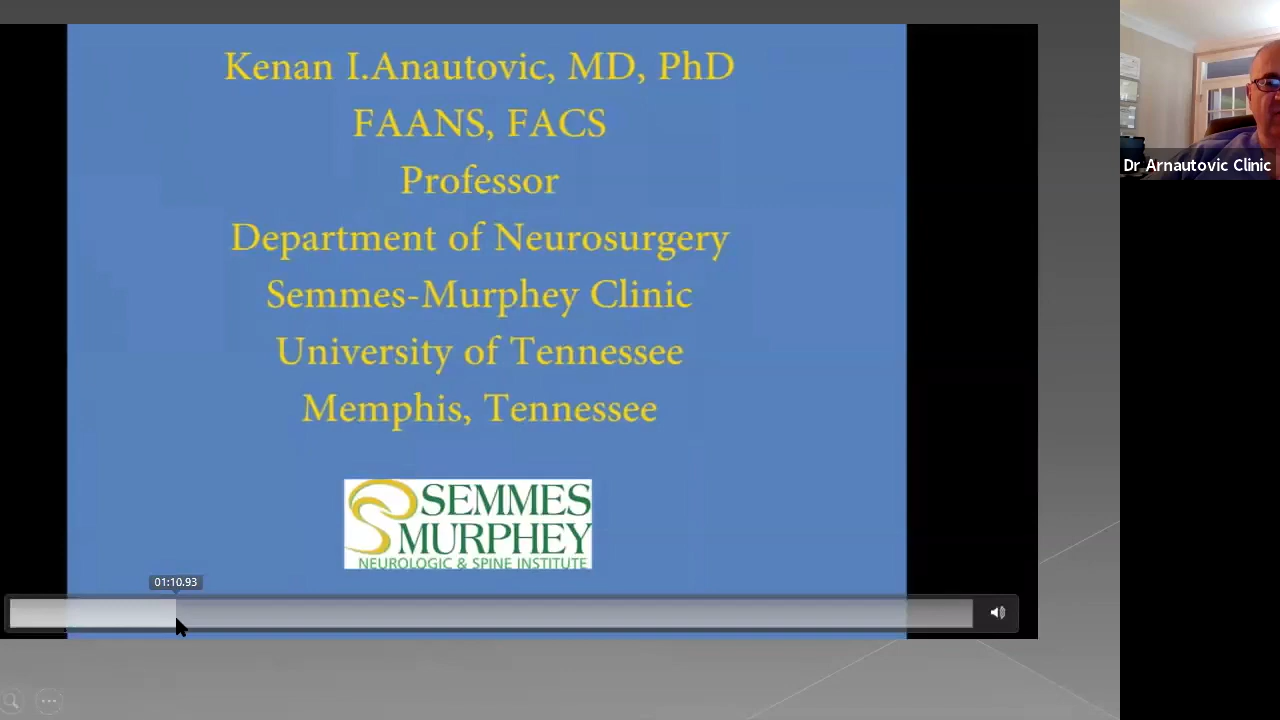 Kenan I.Anautovic, MD, PhD
FAANS, FACS
Professor
Department of Neurosurgery
Semmes-Murphey Clinic
University of Tennessee
Memphis, Tennessee
SEMMES
MURPHEY
NEUROLOGIC & SPINE INSTITUTE
01:10.93
Dr Arnautovic Clinic